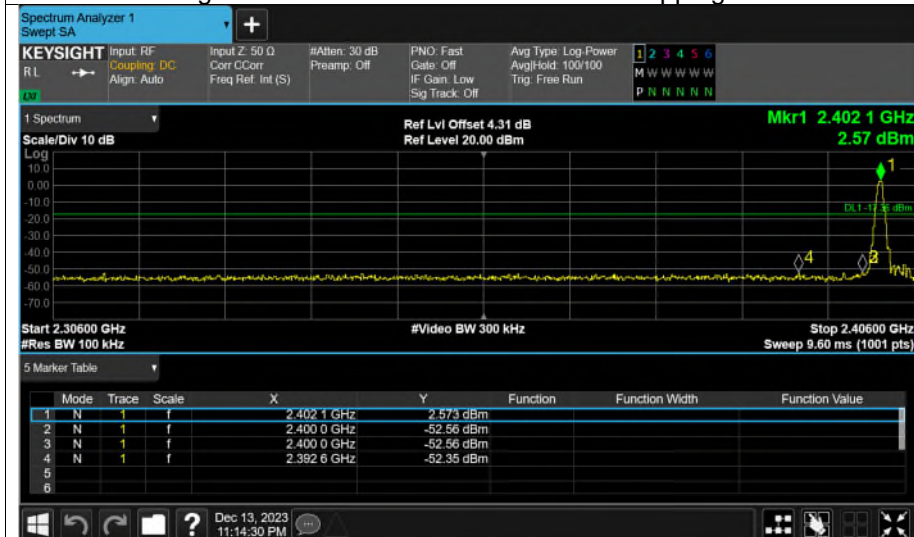 Spectrum Analyzer 1
Swept SA
+
KEYSIGHT Input: RF Input Z: 50 Ω #Atten: 30 dB PNO: Fast Avg Type: Log-Power 1 2 3 4 5 6
RL Coupling: DC Corr CCorr Preamp: Off Gate: Off Avg|Hold: 100/100 M W W W W W
Align: Auto Freq Ref: Int (S) IF Gain: Low Trig: Free Run P N N N N N
LXI Sig Track: Off
1 Spectrum Ref Lvl Offset 4.31 dB Mkr1 2.402 1 GHz
Scale/Div 10 dB Ref Level 20.00 dBm 2.57 dBm
Log
10.0
1
0.00
-10.0
DL1 -17.36 dBm
-20.0
-30.0
-40.0
4
-50.0
-60.0
-70.0
Start 2.30600 GHz #Video BW 300 kHz Stop 2.40600 GHz
#Res BW 100 kHz Sweep 9.60 ms (1001 pts)
5 Marker Table
Mode Trace Scale X Y Function Function Width Function Value
1 N 1 f 2.402 1 GHz 2.573 dBm
2 N 1 f 2.400 0 GHz -52.56 dBm
3 N 1 f 2.400 0 GHz -52.56 dBm
4 N 1 f 2.392 6 GHz -52.35 dBm
5
6
? Dec 13, 2023
11:14:30 PM